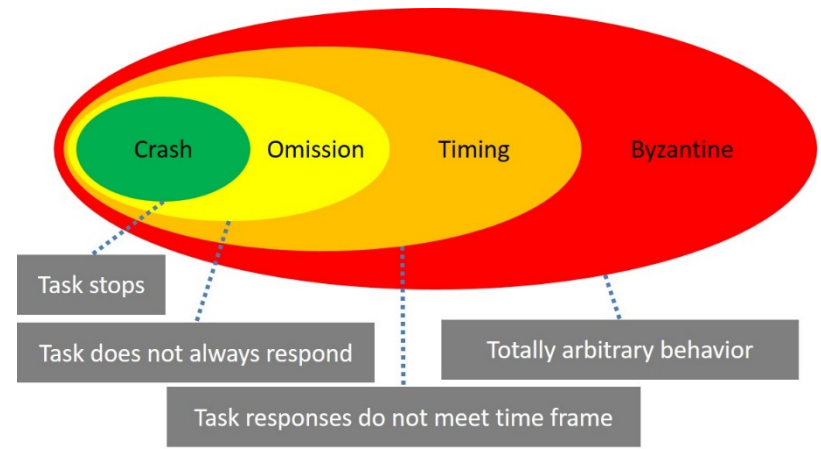 Crash
Omission
Timing
Byzantine
Task stops
Task does not always respond
Totally arbitrary behavior
Task responses do not meet time frame